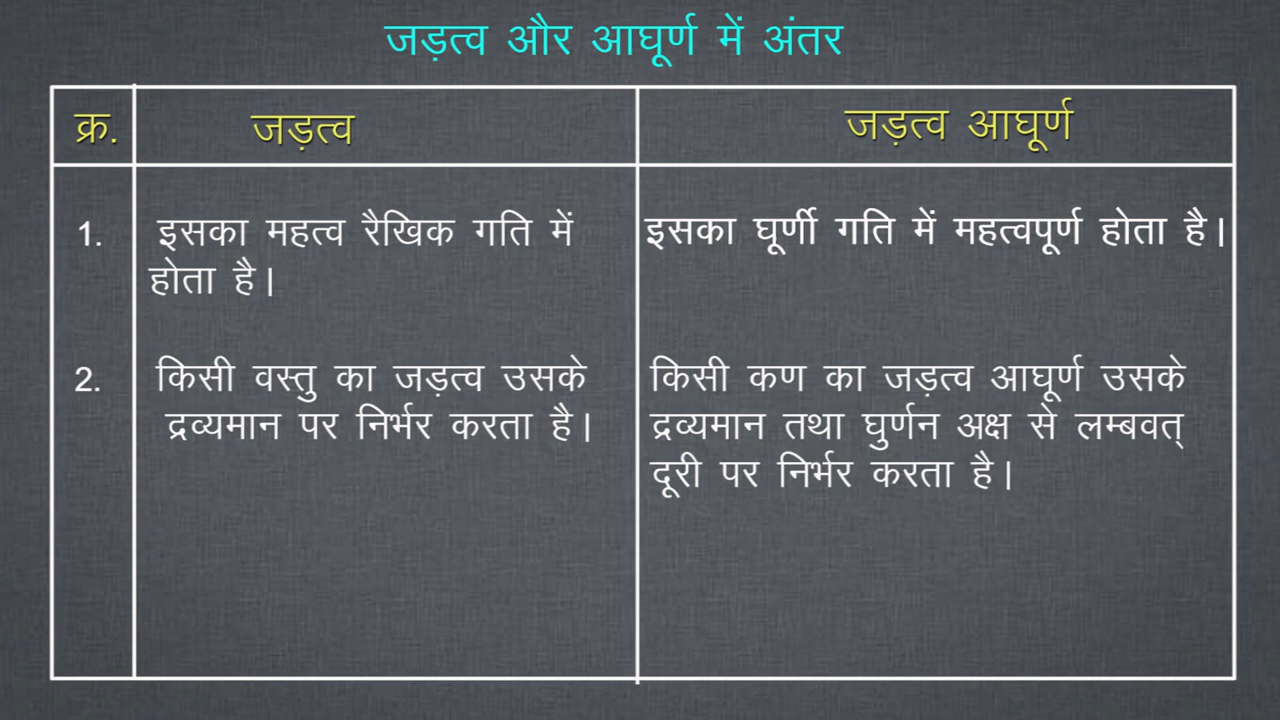 जड़त्व और आघूर्ण में अंतर
क्र. जड़त्व जड़त्व आघूर्ण
1. इसका महत्व रैखिक गति में इसका घूर्णी गति में महत्वपूर्ण होता है।
होता है।
2. किसी वस्तु का जड़त्व उसके किसी कण का जड़त्व आघूर्ण उसके
द्रव्यमान पर निर्भर करता है। द्रव्यमान तथा घुर्णन अक्ष से लम्बवत्
दूरी पर निर्भर करता है।